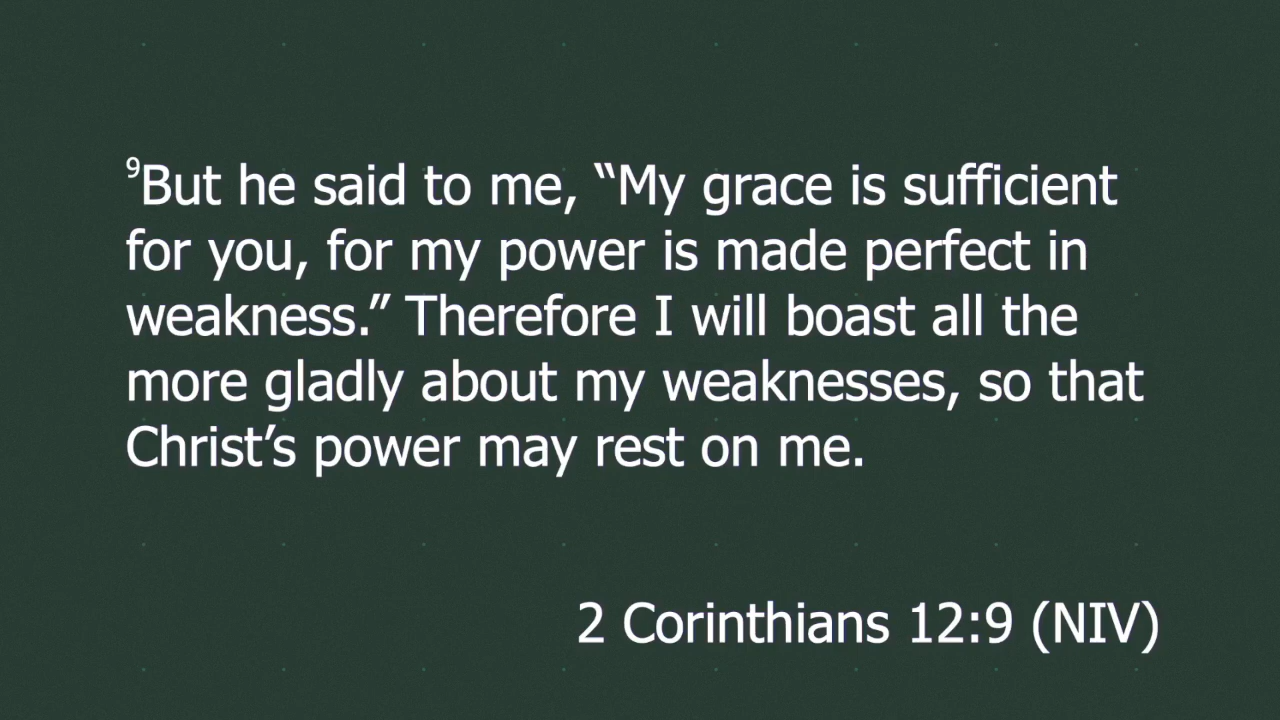 ⁹But he said to me, “My grace is sufficient
for you, for my power is made perfect in
weakness.” Therefore I will boast all the
more gladly about my weaknesses, so that
Christ’s power may rest on me.
2 Corinthians 12:9 (NIV)